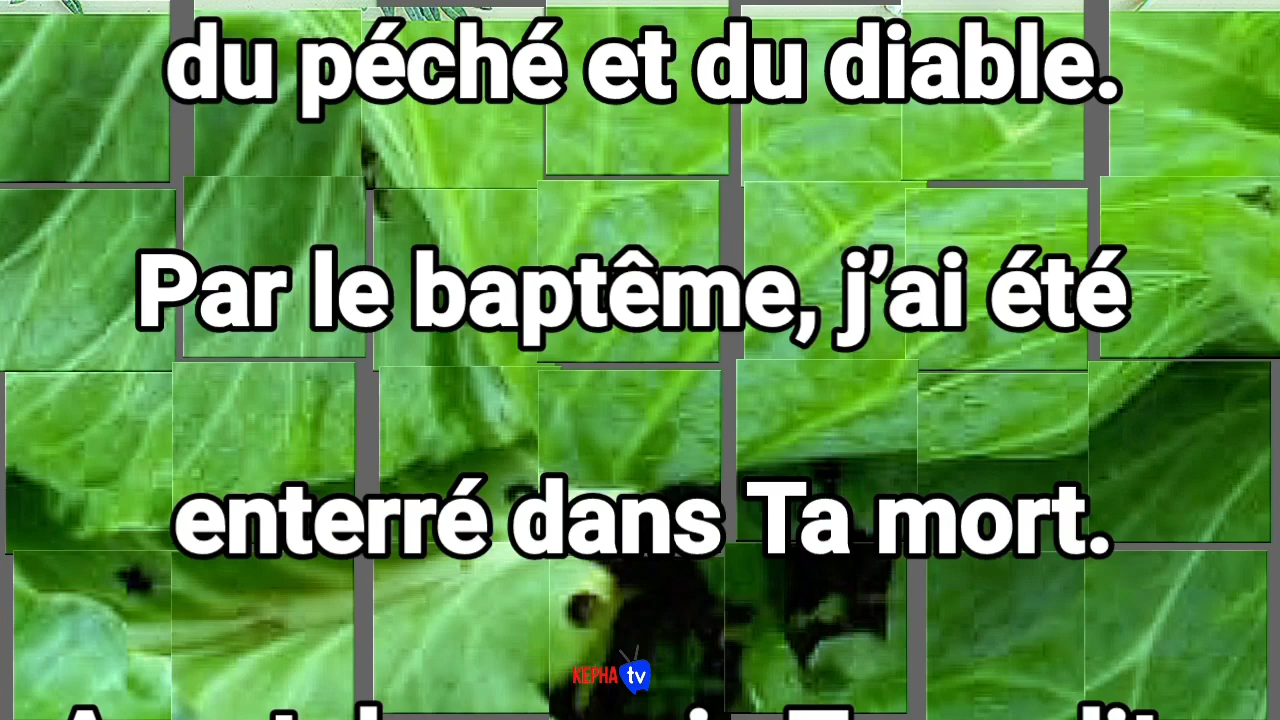 du péché et du diable.
Par le baptême, j’ai été
enterré dans Ta mort.
KEPHA tv